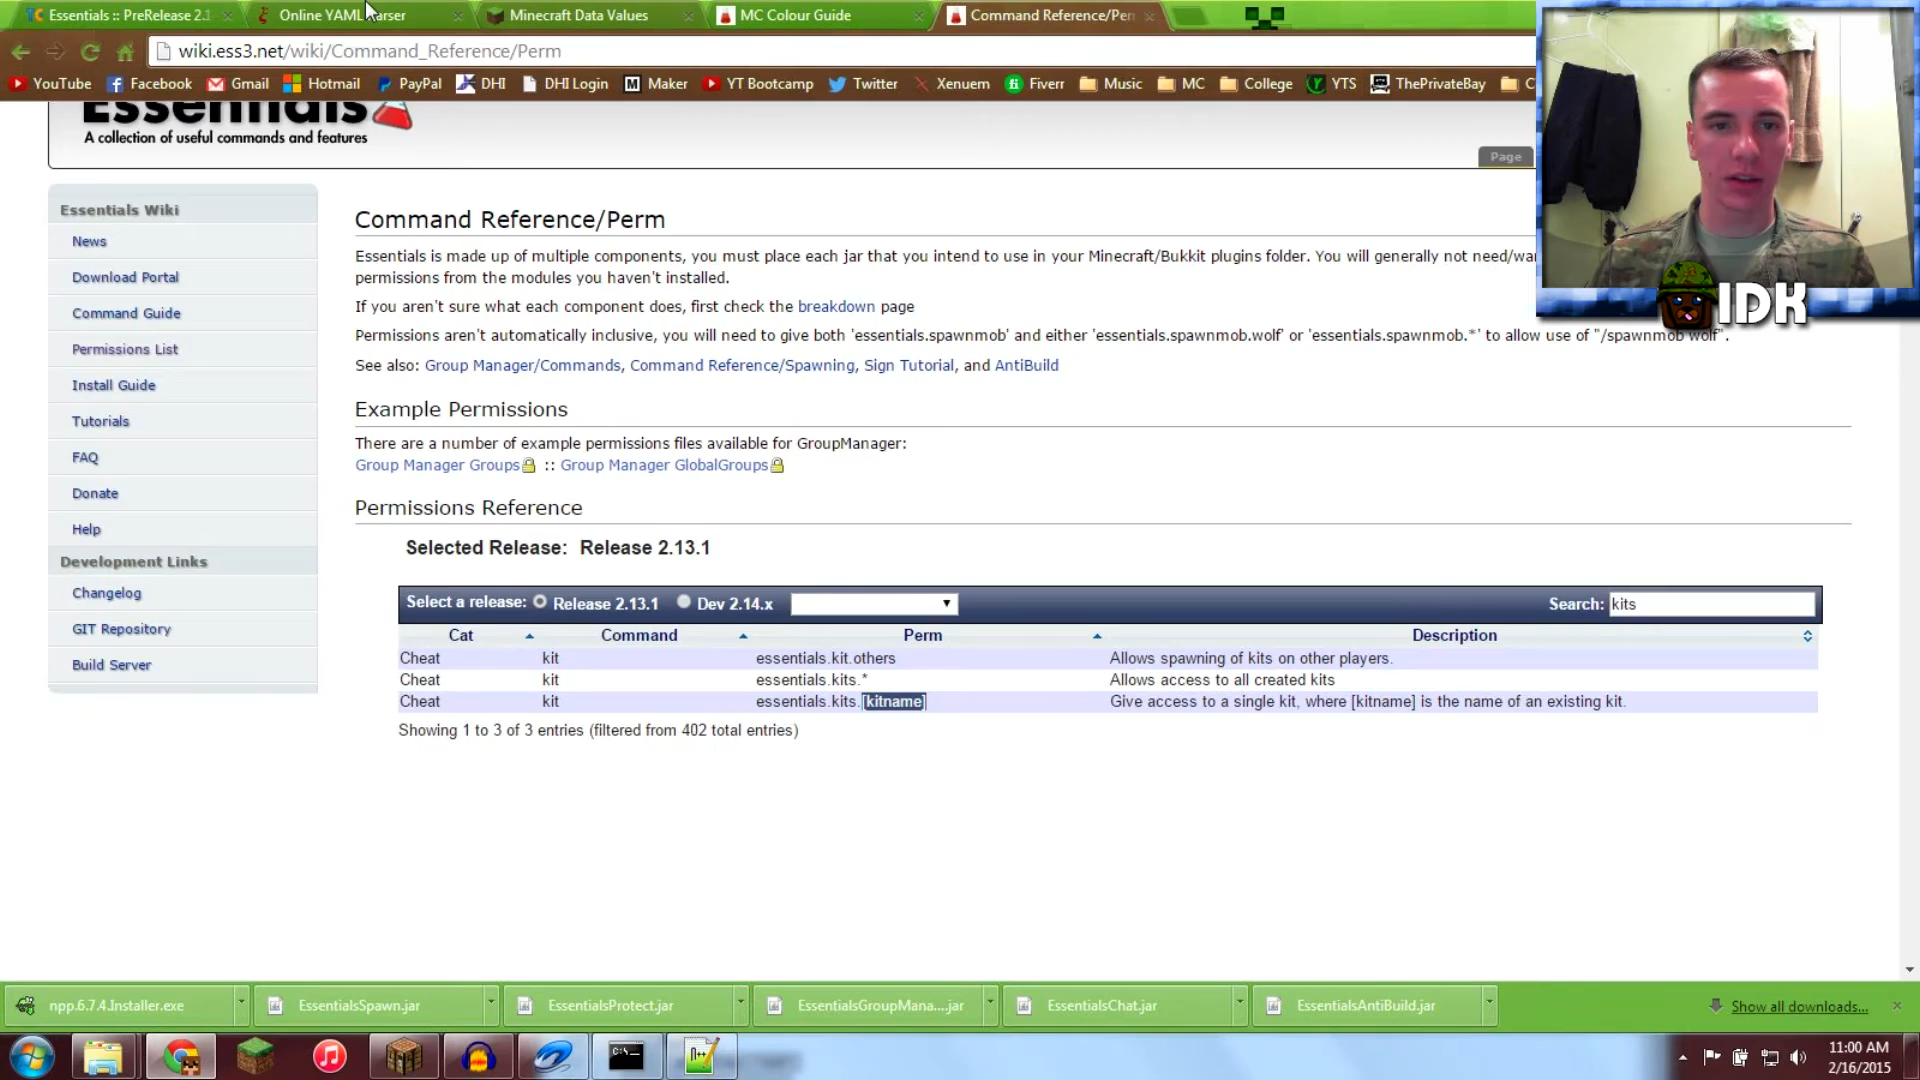 Essentials :: PreRelease 2.1
Online YAML Parser
Minecraft Data Values
MC Colour Guide
Command Reference/Per
wiki.ess3.net/wiki/Command_Reference/Perm
YouTube
Facebook
Gmail
Hotmail
PayPal
DHI
DHI Login
Maker
YT Bootcamp
Twitter
Xenuem
Fiverr
Music
MC
College
YTS
ThePrivateBay
Essentials
A collection of useful commands and features
Page
IDK
Essentials Wiki
News
Download Portal
Command Guide
Permissions List
Install Guide
Tutorials
FAQ
Donate
Help
Development Links
Changelog
GIT Repository
Build Server
Command Reference/Perm
Essentials is made up of multiple components, you must place each jar that you intend to use in your Minecraft/Bukkit plugins folder. You will generally not need/wa
permissions from the modules you haven't installed.
If you aren't sure what each component does, first check the breakdown page
Permissions aren't automatically inclusive, you will need to give both 'essentials.spawnmob' and either 'essentials.spawnmob.wolf' or 'essentials.spawnmob.*' to allow use of "/spawnmob wolf".
See also: Group Manager/Commands, Command Reference/Spawning, Sign Tutorial, and AntiBuild
Example Permissions
There are a number of example permissions files available for GroupManager:
Group Manager Groups :: Group Manager GlobalGroups
Permissions Reference
Selected Release: Release 2.13.1
Select a release: Release 2.13.1 Dev 2.14.x Search: kits
Cat Command Perm Description
Cheat kit essentials.kit.others Allows spawning of kits on other players.
Cheat kit essentials.kits.* Allows access to all created kits
Cheat kit essentials.kits.[kitname] Give access to a single kit, where [kitname] is the name of an existing kit.
Showing 1 to 3 of 3 entries (filtered from 402 total entries)
npp.6.7.4.Installer.exe
EssentialsSpawn.jar
EssentialsProtect.jar
EssentialsGroupMana....jar
EssentialsChat.jar
EssentialsAntiBuild.jar
Show all downloads...
C:\_
N++
11:00 AM
2/16/2015